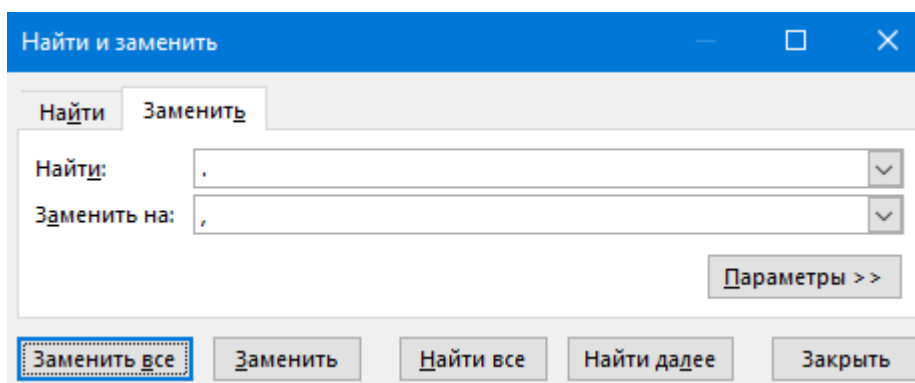 Найти и заменить
Найти Заменить
Найти: .
Заменить на: ,
Параметры >>
Заменить все Заменить Найти все Найти далее Закрыть